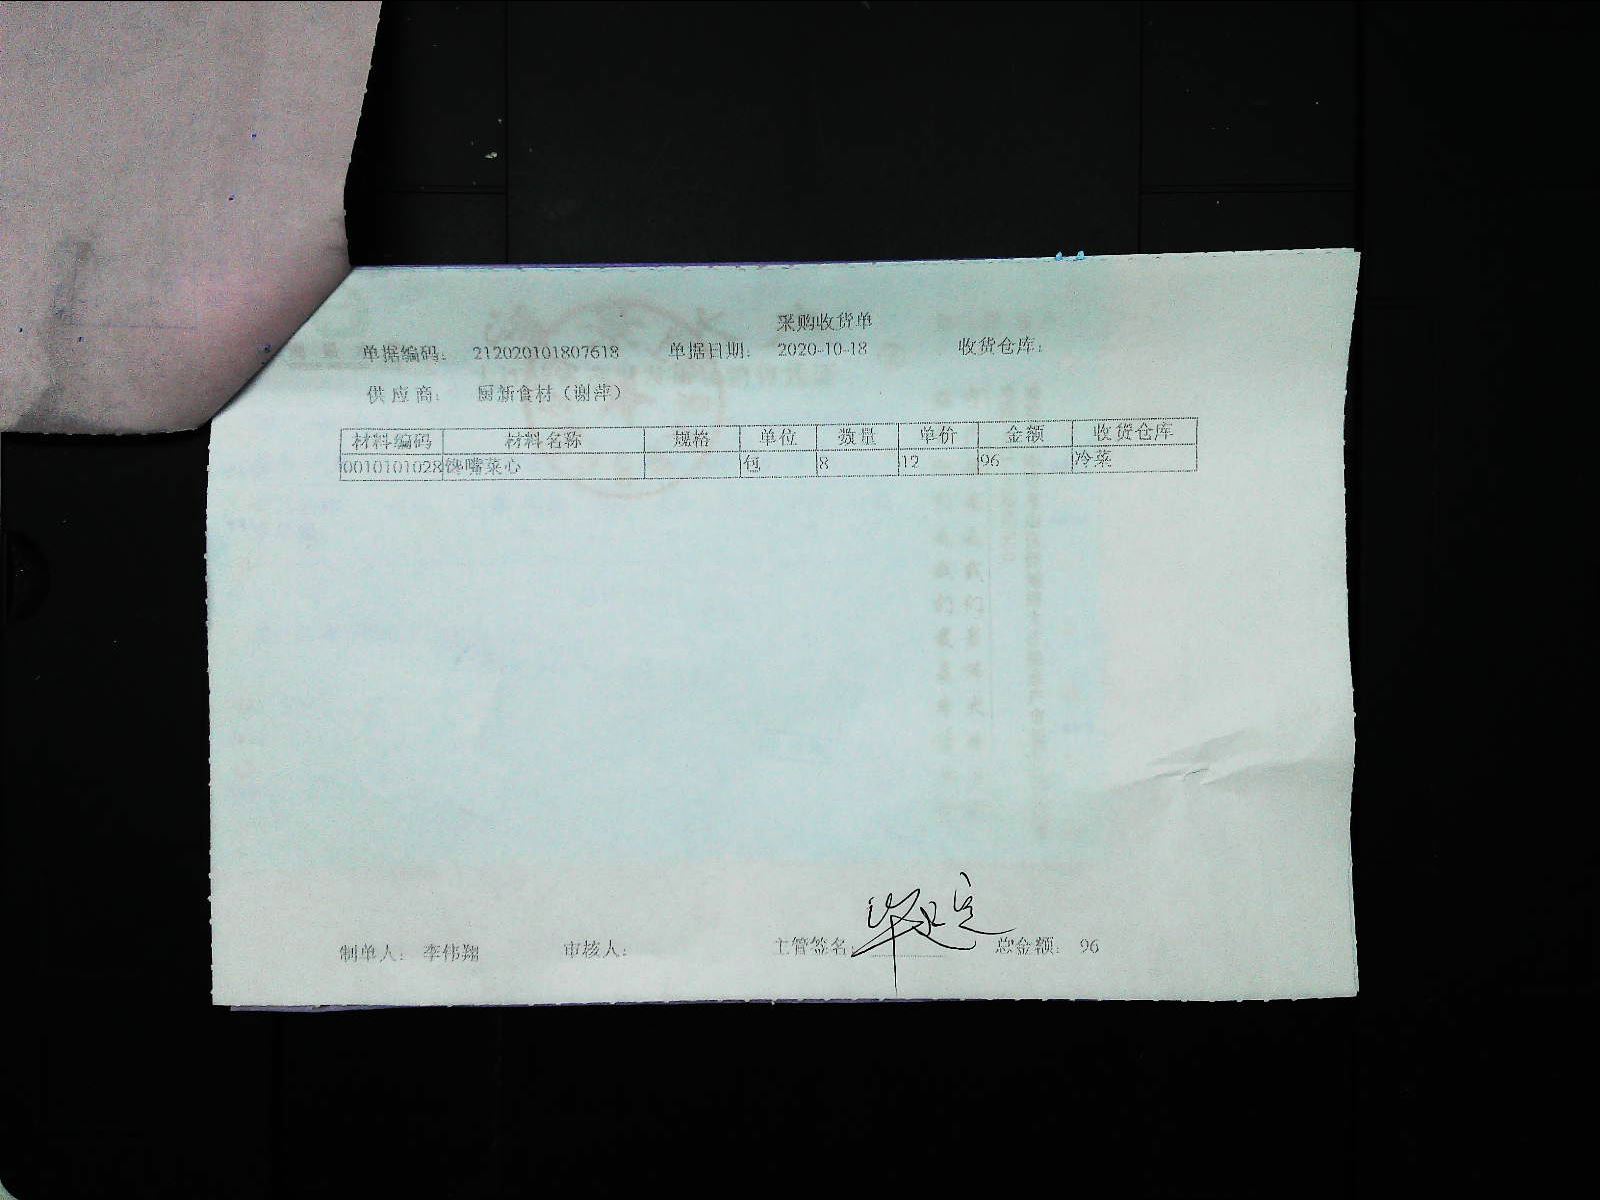 采购收货单
单据编码： 212020101807618 单据日期： 2020-10-18 收货仓库：
供 应 商： 厨新食材（谢萍）
材料编码 材料名称 规格 单位 数量 单价 金额 收货仓库
0010101028 馋嘴菜心 包 8 12 96 冷菜
制单人： 李伟翔 审核人： 主管签名： 总金额： 96